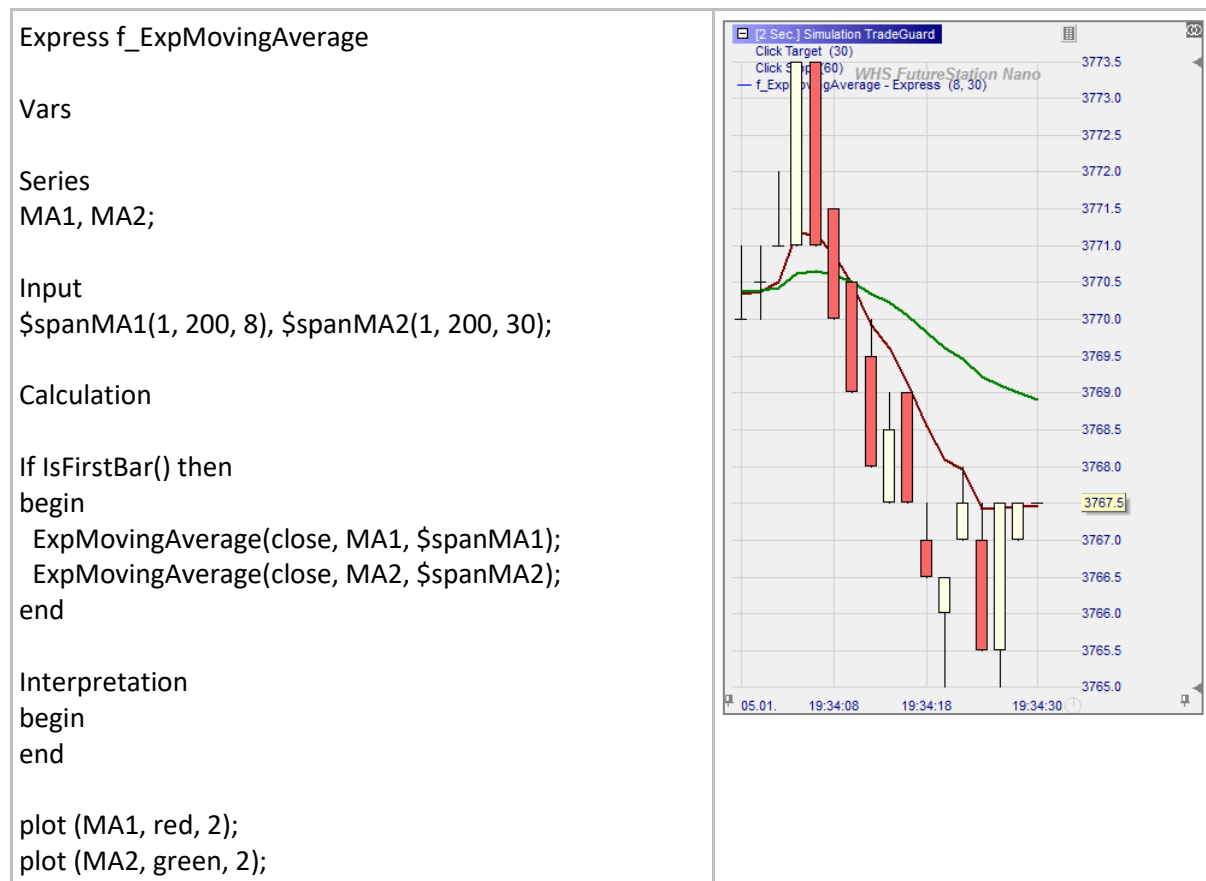 Express f_ExpMovingAverage
Vars
Series
MA1, MA2;
Input
$spanMA1(1, 200, 8), $spanMA2(1, 200, 30);
Calculation
If IsFirstBar() then
begin
ExpMovingAverage(close, MA1, $spanMA1);
ExpMovingAverage(close, MA2, $spanMA2);
end
Interpretation
begin
end
plot (MA1, red, 2);
plot (MA2, green, 2);
[2 Sec.] Simulation TradeGuard
Click Target (30)
Click (60)
WHS FutureStation Nano
- Express (8, 30)
3773.5
3773.0
3772.5
3772.0
3771.5
3771.0
3770.5
3770.0
3769.5
3769.0
3768.5
3768.0
3767.5
3767.0
3766.5
3766.0
3765.5
3765.0
05.01. 19:34:08 19:34:18 19:34:30